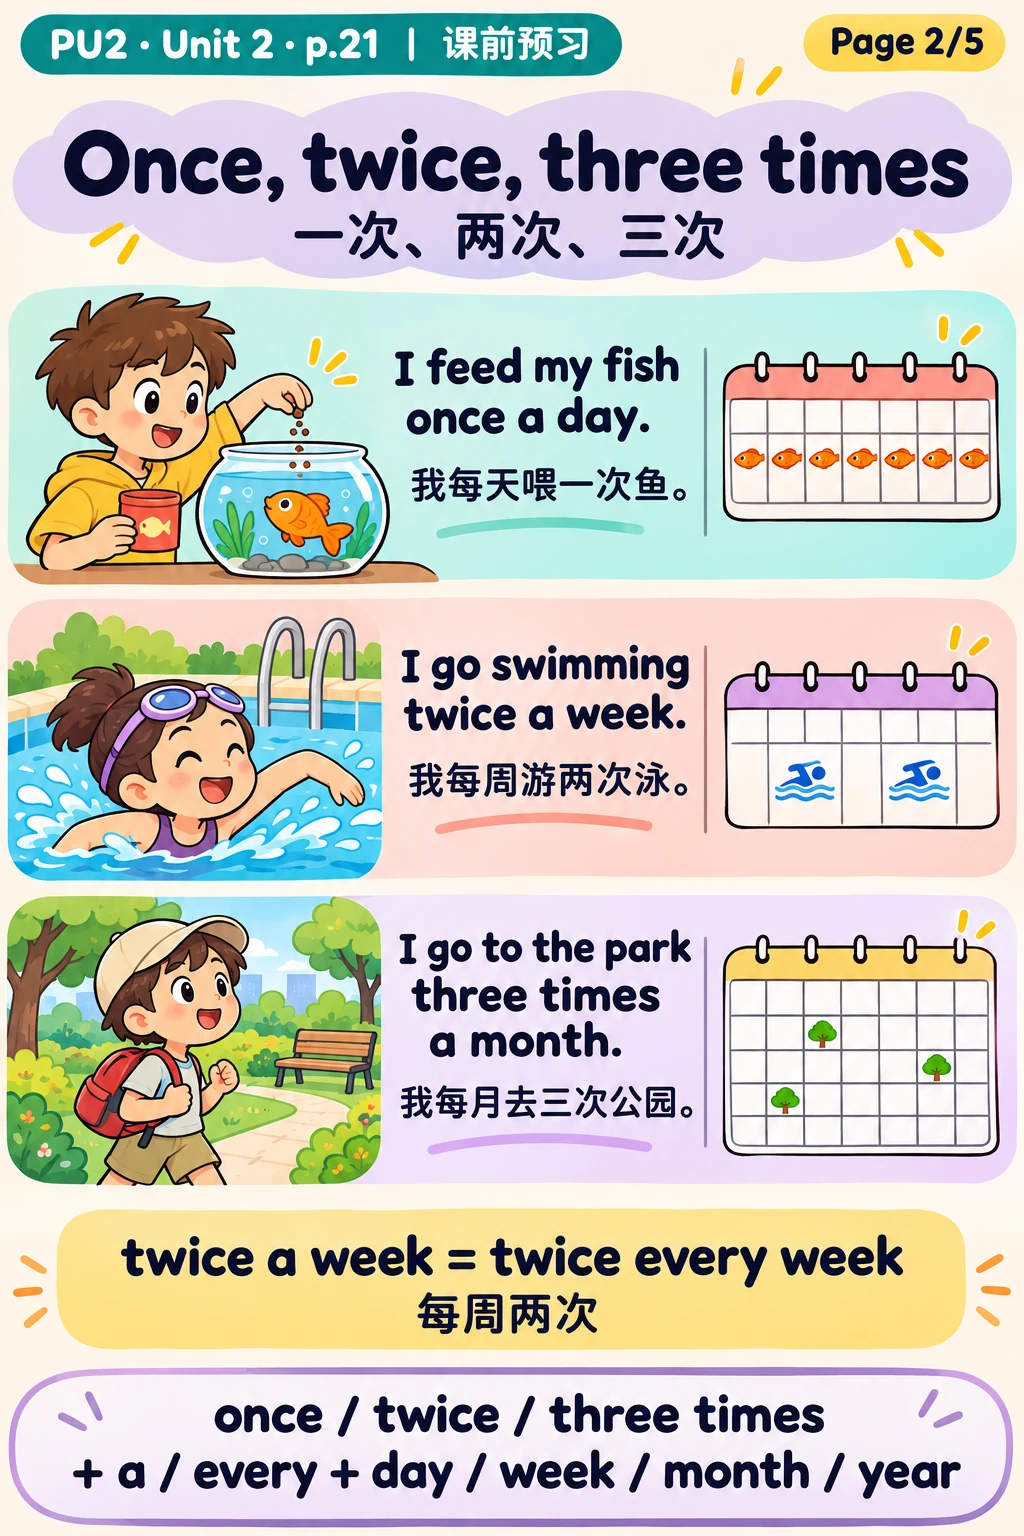 PU2 · Unit 2 · p.21 | 课前预习
Page 2/5
Once, twice, three times
一次、两次、三次
I feed my fish
once a day.
我每天喂一次鱼。
I go swimming
twice a week.
我每周游两次泳。
I go to the park
three times
a month.
我每月去三次公园。
twice a week = twice every week
每周两次
once / twice / three times
+ a / every + day / week / month / year